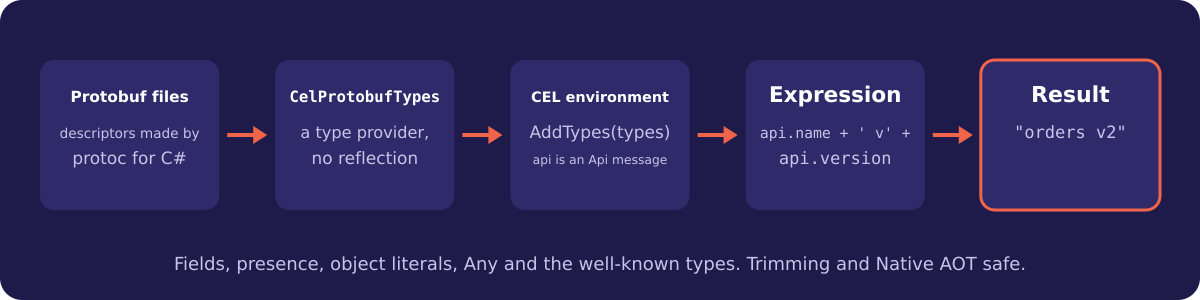 Protobuf files
descriptors made by
protoc for C#
CelProtobufTypes
a type provider,
no reflection
CEL environment
AddTypes(types)
api is an Api message
Expression
api.name + ' v' +
api.version
Result
"orders v2"
Fields, presence, object literals, Any and the well-known types. Trimming and Native AOT safe.